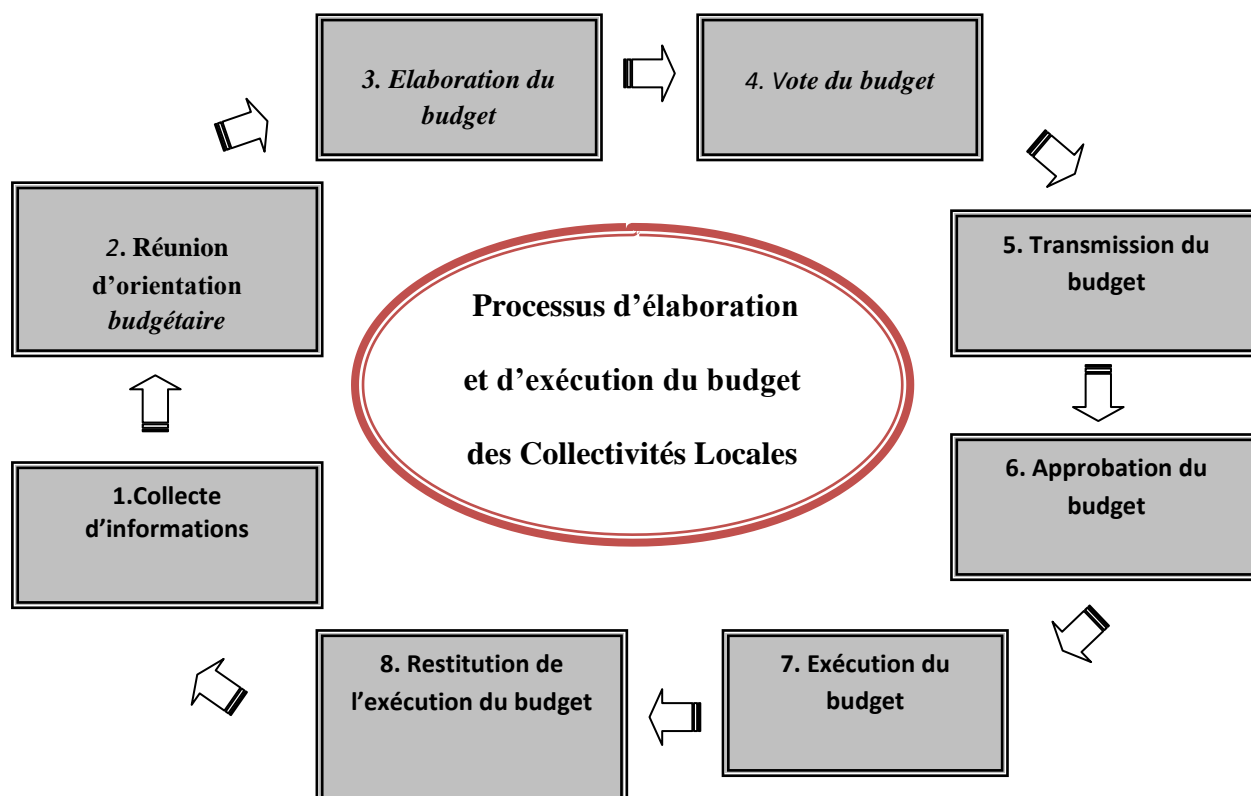 3. Elaboration du
budget
4. Vote du budget
2. Réunion
d’orientation
budgétaire
5. Transmission du
budget
Processus d’élaboration
et d’exécution du budget
des Collectivités Locales
1.Collecte
d’informations
6. Approbation du
budget
8. Restitution de
l’exécution du budget
7. Exécution du
budget